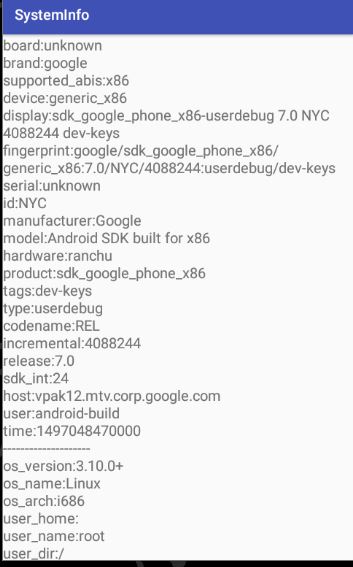 SystemInfo
board:unknown
brand:google
supported_abis:x86
device:generic_x86
display:sdk_google_phone_x86-userdebug 7.0 NYC
4088244 dev-keys
fingerprint:google/sdk_google_phone_x86/
generic_x86:7.0/NYC/4088244:userdebug/dev-keys
serial:unknown
id:NYC
manufacturer:Google
model:Android SDK built for x86
hardware:ranchu
product:sdk_google_phone_x86
tags:dev-keys
type:userdebug
codename:REL
incremental:4088244
release:7.0
sdk_int:24
host:vpak12.mtv.corp.google.com
user:android-build
time:1497048470000
--------------------
os_version:3.10.0+
os_name:Linux
os_arch:i686
user_home:
user_name:root
user_dir:/